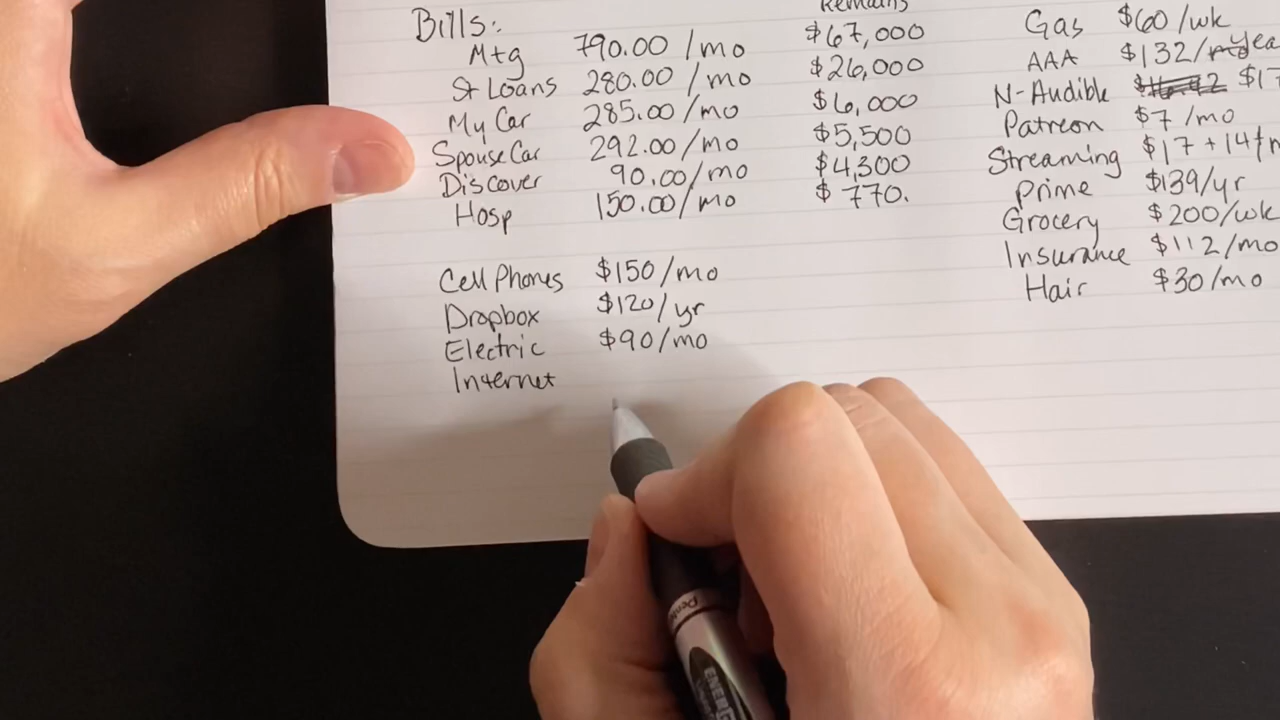 Bills:
Mtg 790.00 /mo $67,000
St Loans 280.00 /mo $26,000
My Car 285.00 /mo $6,000
Spouse Car 292.00 /mo $5,500
Discover 90.00/mo $4,300
Hosp 150.00/mo $770.
Cell Phones $150/mo
Dropbox $120/yr
Electric $90/mo
Internet
Remains
Gas $60/wk
AAA $132/
N-Audible $17
Patreon $7/mo
Streaming $17+14/m
Prime $139/yr
Grocery $200/wk
Insurance $112/mo
Hair $30/mo